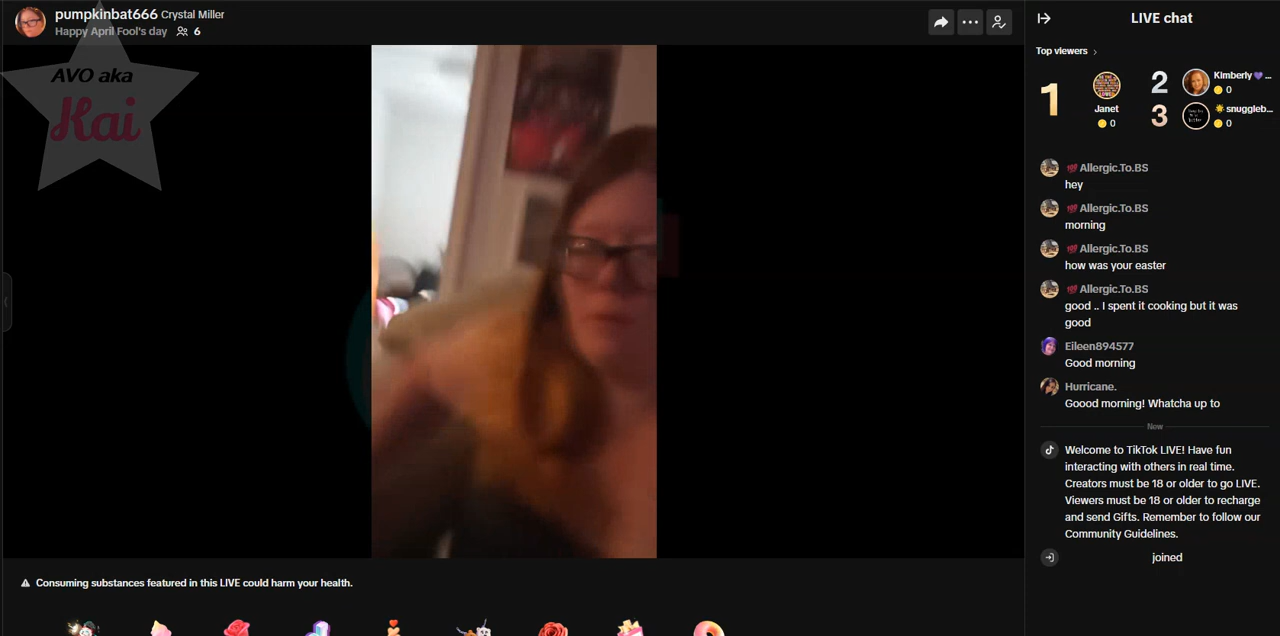 pumpkinbat666 Crystal Miller
Happy April Fool's day 6
AVO aka
Kai
LIVE chat
Top viewers
1
Janet
0
2
Kimberly 💜 ...
0
3
☀️ snuggleb...
0
💯 Allergic.To.BS
hey
💯 Allergic.To.BS
morning
💯 Allergic.To.BS
how was your easter
💯 Allergic.To.BS
good .. I spent it cooking but it was
good
Eileen894577
Good morning
Hurricane.
Goood morning! Whatcha up to
New
Welcome to TikTok LIVE! Have fun
interacting with others in real time.
Creators must be 18 or older to go LIVE.
Viewers must be 18 or older to recharge
and send Gifts. Remember to follow our
Community Guidelines.
joined
Consuming substances featured in this LIVE could harm your health.